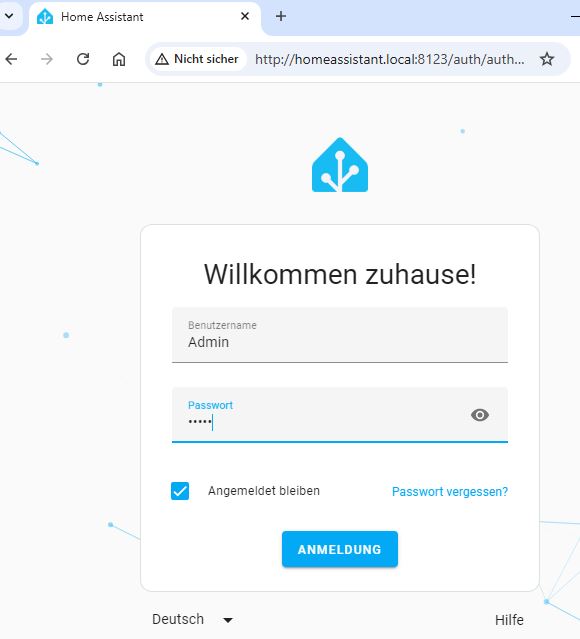 Home Assistant
Nicht sicher http://homeassistant.local:8123/auth/auth...
Willkommen zuhause!
Benutzername
Admin
Passwort
•••••
Angemeldet bleiben Passwort vergessen?
ANMELDUNG
Deutsch Hilfe